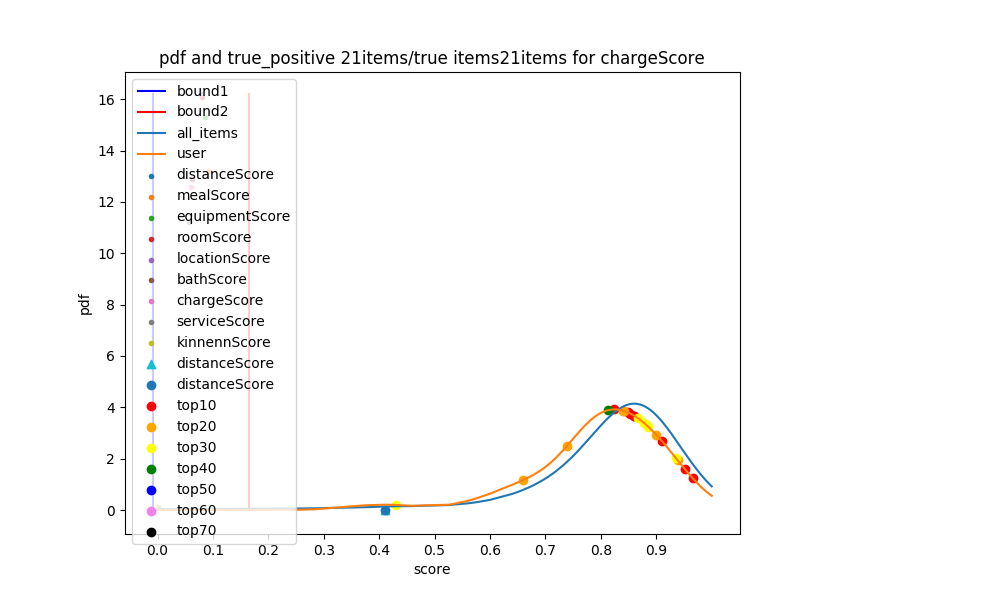 pdf and true_positive 21items/true items21items for chargeScore
pdf
16
14
12
10
8
6
4
2
0
bound1
bound2
all_items
user
distanceScore
mealScore
equipmentScore
roomScore
locationScore
bathScore
chargeScore
serviceScore
kinnennScore
distanceScore
distanceScore
top10
top20
top30
top40
top50
top60
top70
0.0 0.1 0.2 0.3 0.4 0.5 0.6 0.7 0.8 0.9
score